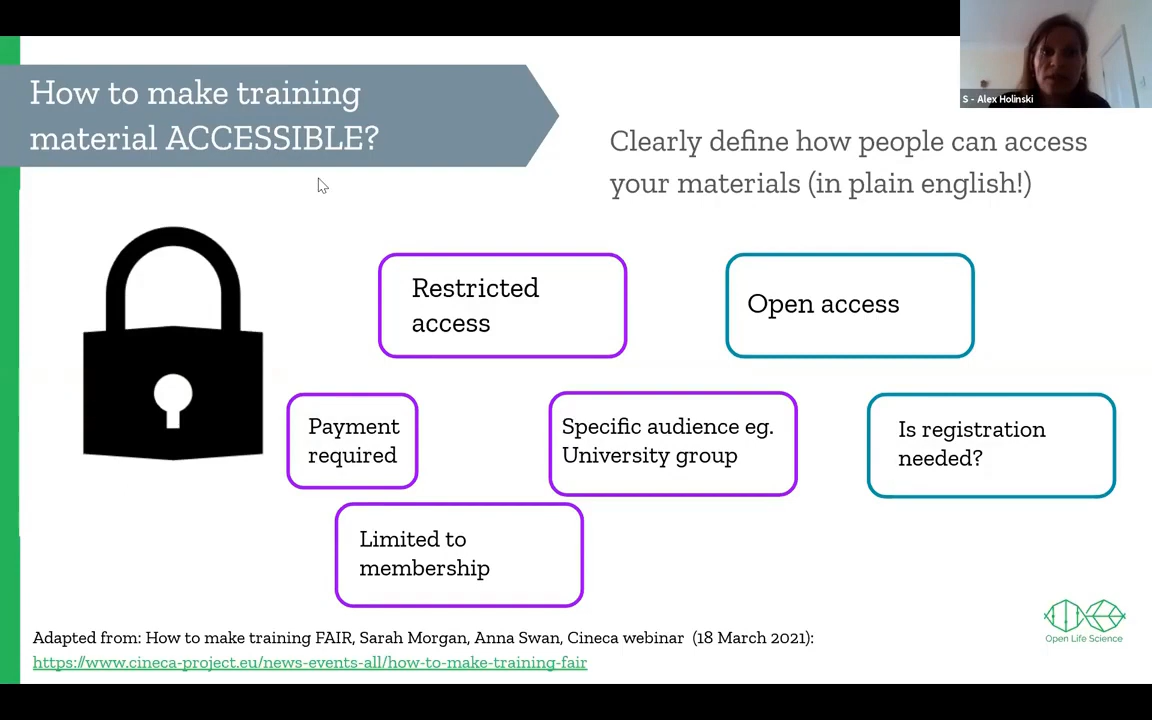 How to make training
material ACCESSIBLE?
S - Alex Holinski
Clearly define how people can access
your materials (in plain english!)
Restricted
access
Open access
Payment
required
Specific audience eg.
University group
Is registration
needed?
Limited to
membership
Adapted from: How to make training FAIR, Sarah Morgan, Anna Swan, Cineca webinar (18 March 2021):
https://www.cineca-project.eu/news-events-all/how-to-make-training-fair
Open Life Science